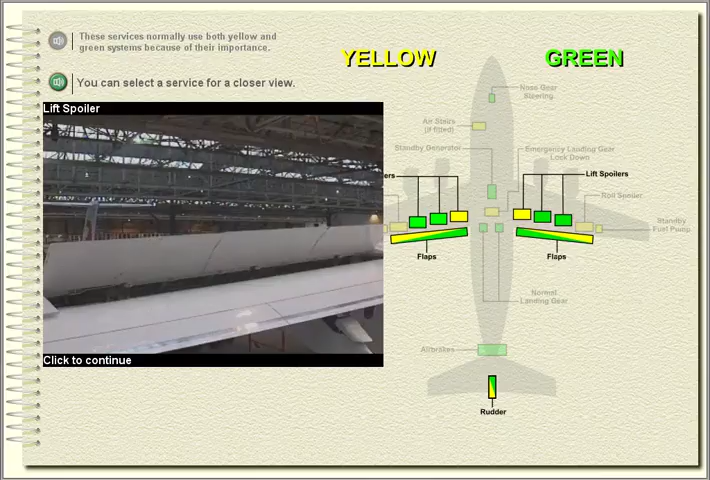 These services normally use both yellow and
green systems because of their importance.
You can select a service for a closer view.
YELLOW
GREEN
Lift Spoiler
Click to continue
Nose Gear
Steering
Air Stairs
(if fitted)
Standby Generator
Emergency Landing Gear
Lock Down
ers
Lift Spoilers
Roll Spoiler
Standby
Fuel Pump
Flaps
Flaps
Normal
Landing Gear
Airbrakes
Rudder